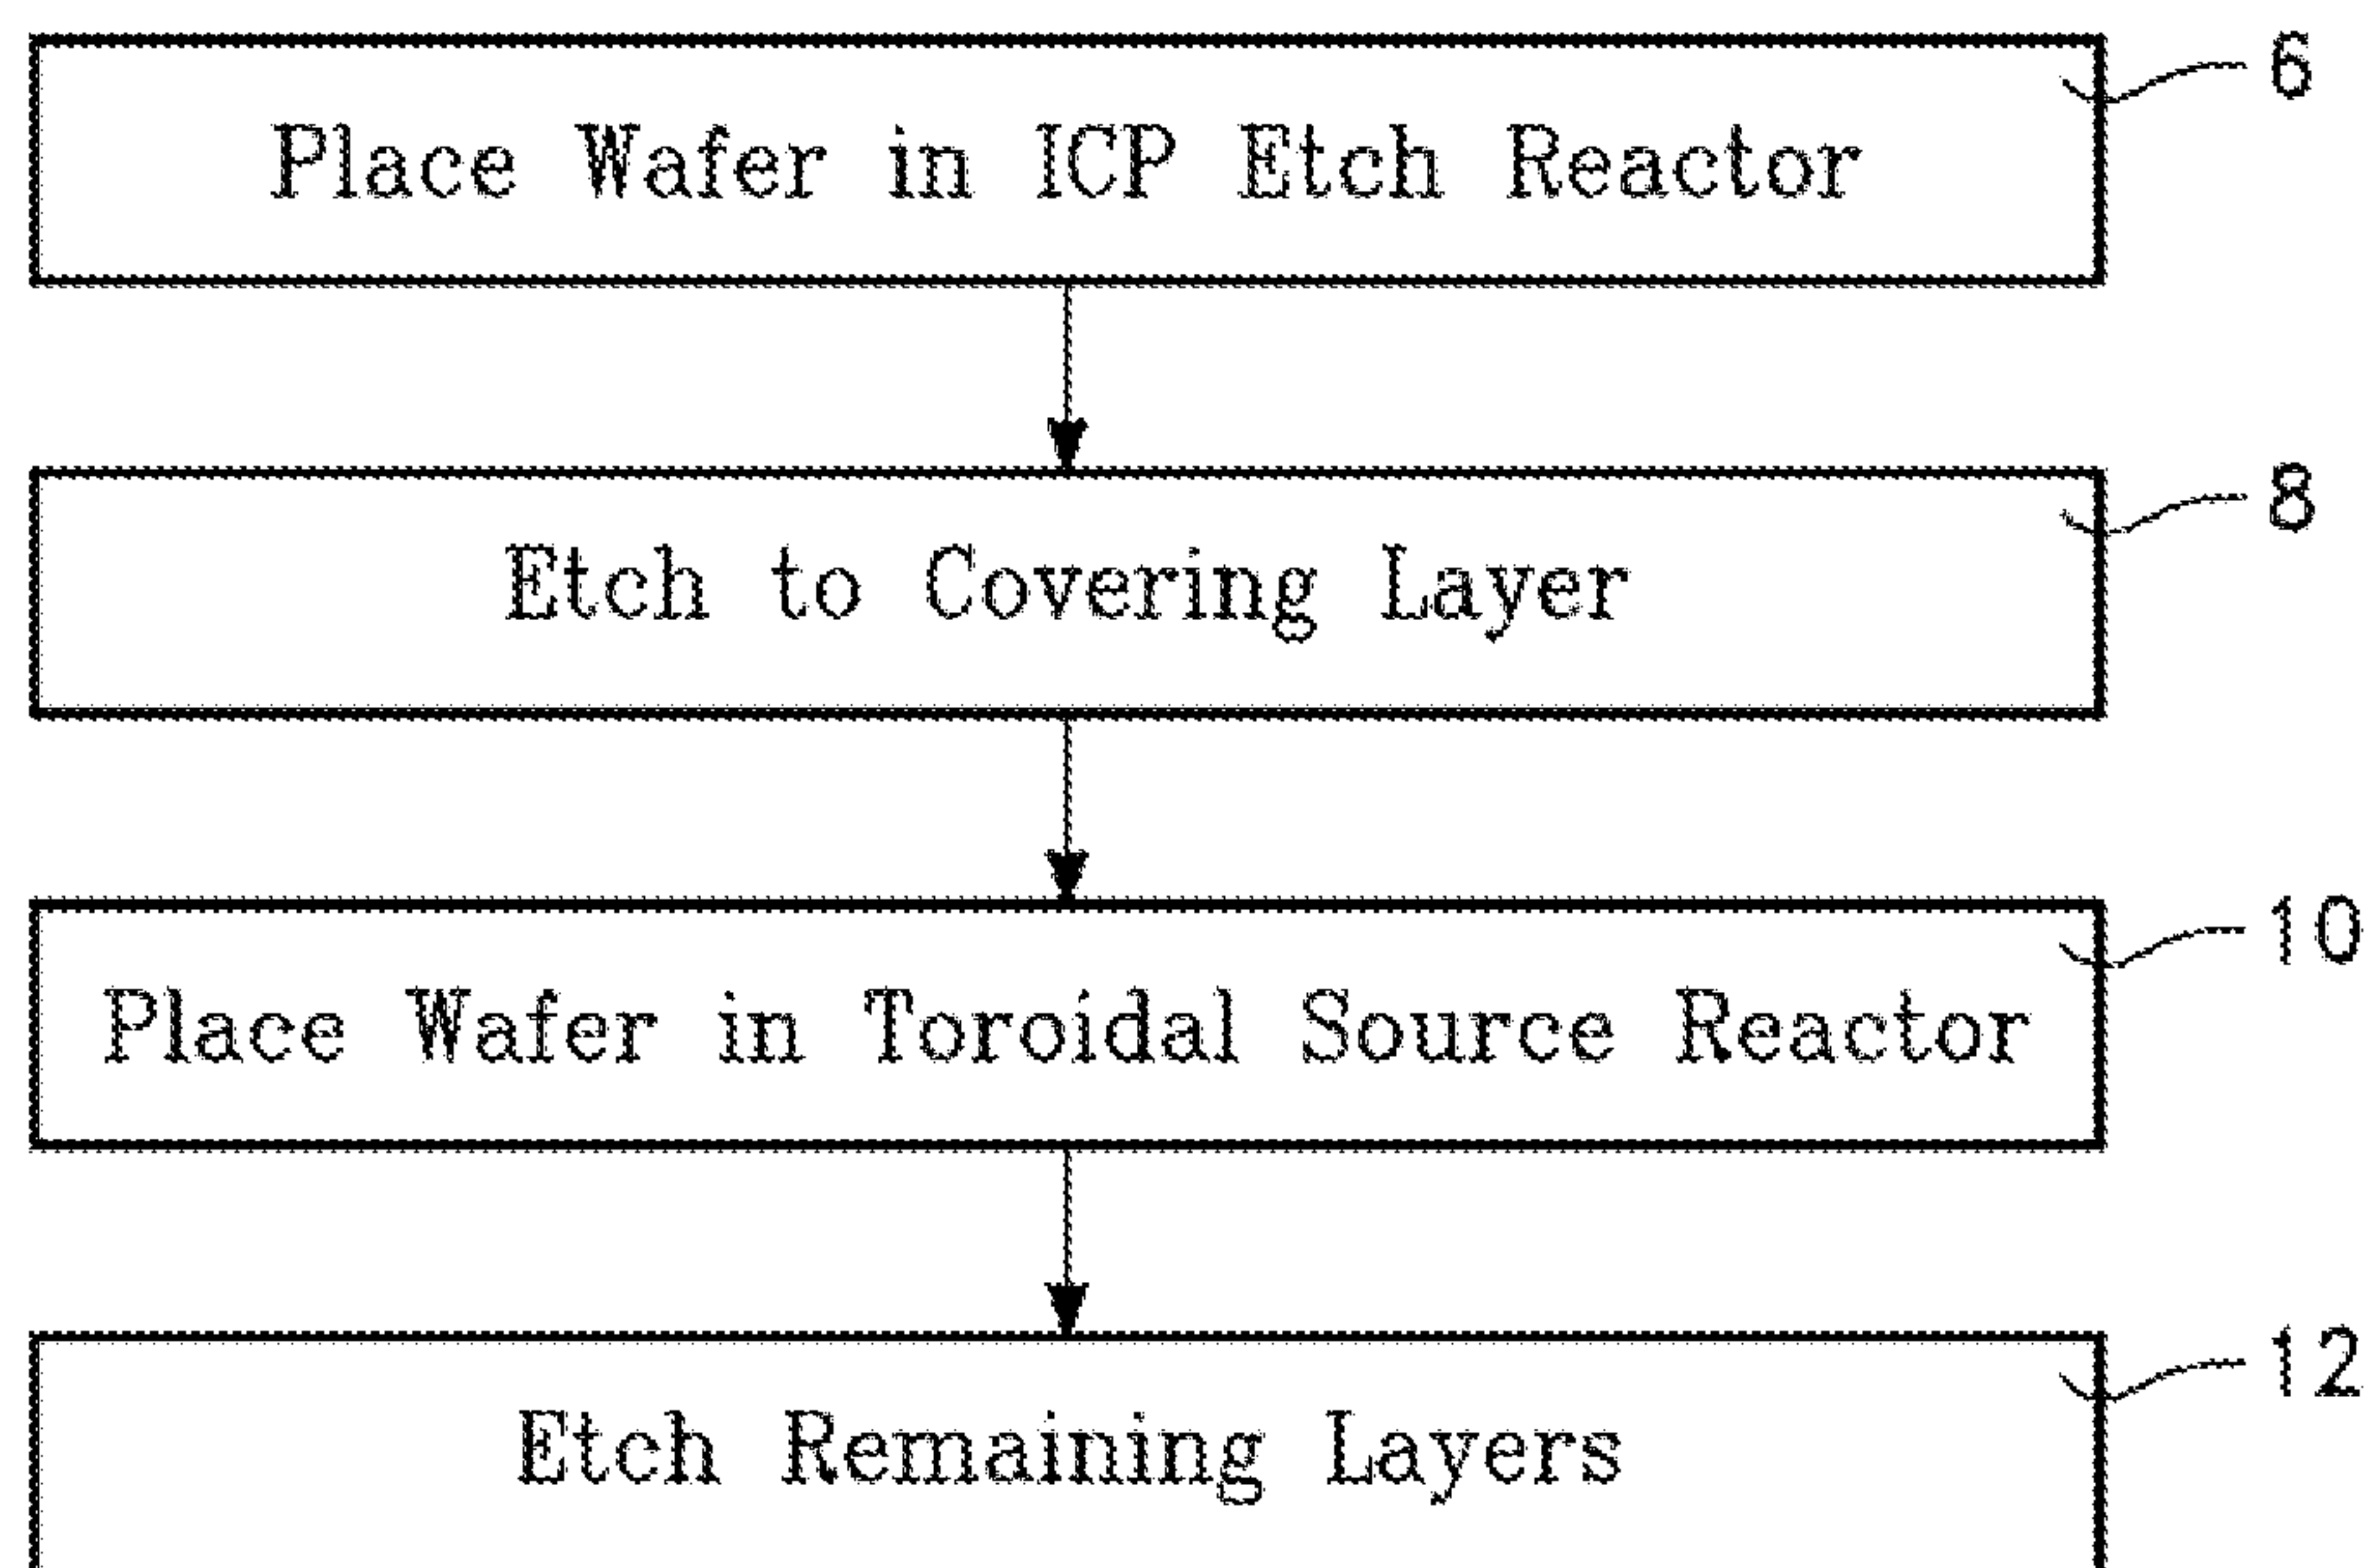 Place Wafer in ICP Etch Reactor
6
Etch to Covering Layer
8
Place Wafer in Toroidal Source Reactor
10
Etch Remaining Layers
12